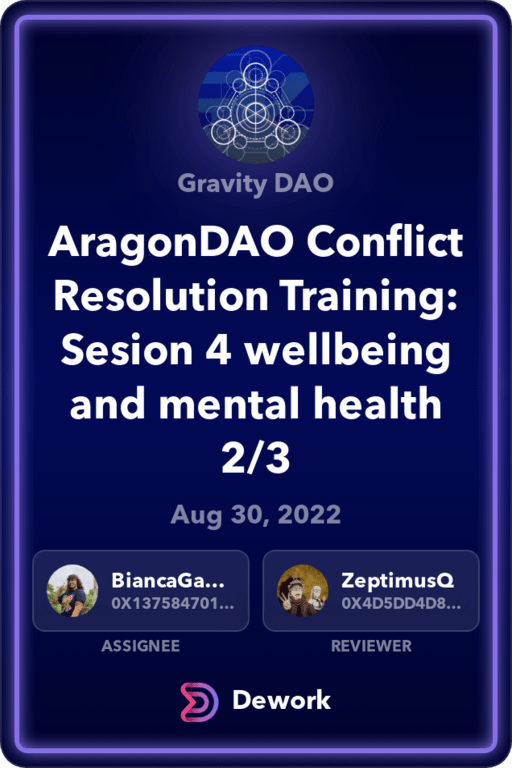 Gravity DAO
AragonDAO Conflict
Resolution Training:
Sesion 4 wellbeing
and mental health
2/3
Aug 30, 2022
BiancaGa...
0X137584701...
ZeptimusQ
0X4D5DD4D8...
ASSIGNEE
REVIEWER
Dework